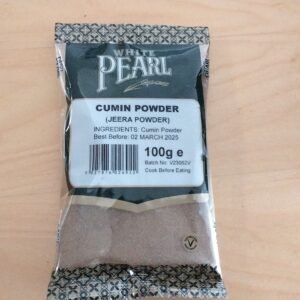 WHITE
PEARL
CUMIN POWDER
(JEERA POWDER)
INGREDIENTS: Cumin Powder
Best Before: 02 MARCH 2025
100g e
Batch No: V23062V
Cook Before Eating
V